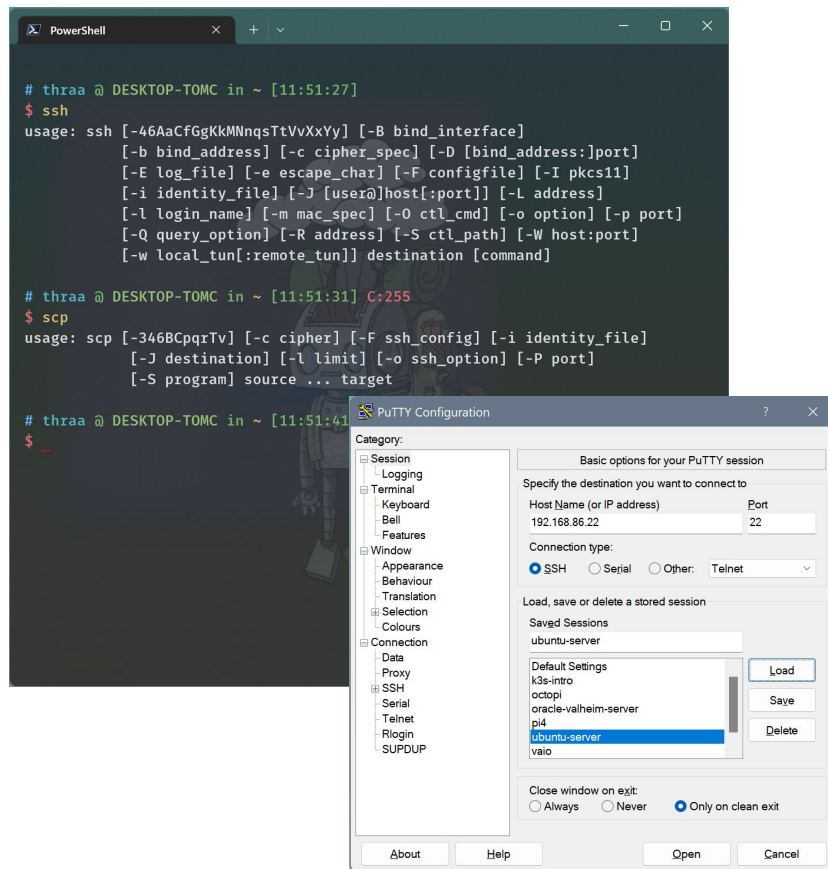 PowerShell
# thraa @ DESKTOP-TOMC in ~ [11:51:27]
$ ssh
usage: ssh [-46AaCfGgKkMNnqsTtVvXxYy] [-B bind_interface]
[-b bind_address] [-c cipher_spec] [-D [bind_address:]port]
[-E log_file] [-e escape_char] [-F configfile] [-I pkcs11]
[-i identity_file] [-J [user@]host[:port]] [-L address]
[-l login_name] [-m mac_spec] [-O ctl_cmd] [-o option] [-p port]
[-Q query_option] [-R address] [-S ctl_path] [-W host:port]
[-w local_tun[:remote_tun]] destination [command]
# thraa @ DESKTOP-TOMC in ~ [11:51:31] C:255
$ scp
usage: scp [-346BCpqrTv] [-c cipher] [-F ssh_config] [-i identity_file]
[-J destination] [-l limit] [-o ssh_option] [-P port]
[-S program] source ... target
# thraa @ DESKTOP-TOMC in ~ [11:51:41
$ _
PuTTY Configuration
Category:
Session
Logging
Terminal
Keyboard
Bell
Features
Window
Appearance
Behaviour
Translation
Selection
Colours
Connection
Data
Proxy
SSH
Serial
Telnet
Rlogin
SUPDUP
Basic options for your PuTTY session
Specify the destination you want to connect to
Host Name (or IP address) Port
192.168.86.22 22
Connection type:
SSH Serial Other: Telnet
Load, save or delete a stored session
Saved Sessions
ubuntu-server
Default Settings
k3s-intro
octopi
oracle-valheim-server
pi4
ubuntu-server
vaio
Load
Save
Delete
Close window on exit:
Always Never Only on clean exit
About Help Open Cancel